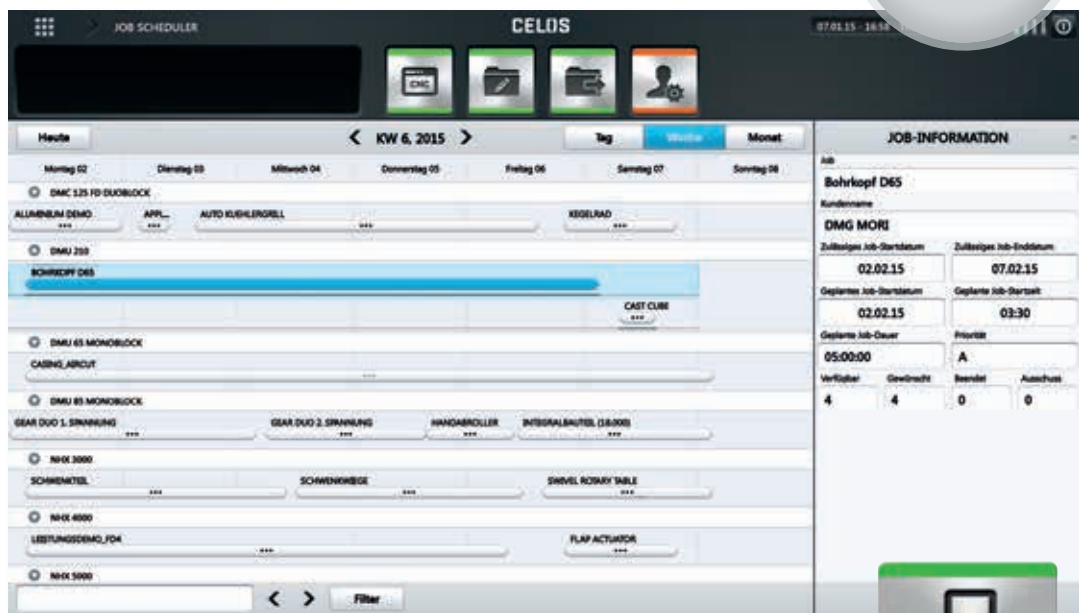 JOB SCHEDULER
CELOS
07.01.15 - 16:58
CNC
Heute
KW 6, 2015
Tag
Woche
Monat
JOB-INFORMATION
Montag 02
Dienstag 03
Mittwoch 04
Donnerstag 05
Freitag 06
Samstag 07
Sonntag 08
DMC 125 FD DUOBLOCK
ALUMINIUM DEMO
APPL...
AUTO KUEHLERGRILL
KEGELRAD
DMU 210
BOHRKOPF D65
CAST CUBE
DMU 65 MONOBLOCK
CASING_AIRCUT
DMU 85 MONOBLOCK
GEAR DUO 1. SPANNUNG
GEAR DUO 2. SPANNUNG
HANDABROLLER
INTEGRALBAUTEIL (18.000)
NHX 3000
SCHWENKTEIL
SCHWENKWIEGE
SWIVEL ROTARY TABLE
NHX 4000
LEISTUNGSDEMO_FD4
FLAP ACTUATOR
NHX 5000
Filter
Job
Bohrkopf D65
Kundenname
DMG MORI
Zulässiges Job-Startdatum
Zulässiges Job-Enddatum
02.02.15
07.02.15
Geplantes Job-Startdatum
Geplante Job-Startzeit
02.02.15
03:30
Geplante Job-Dauer
Priorität
05:00:00
A
Verfügbar
Gewünscht
Beendet
Ausschuss
4
4
0
0